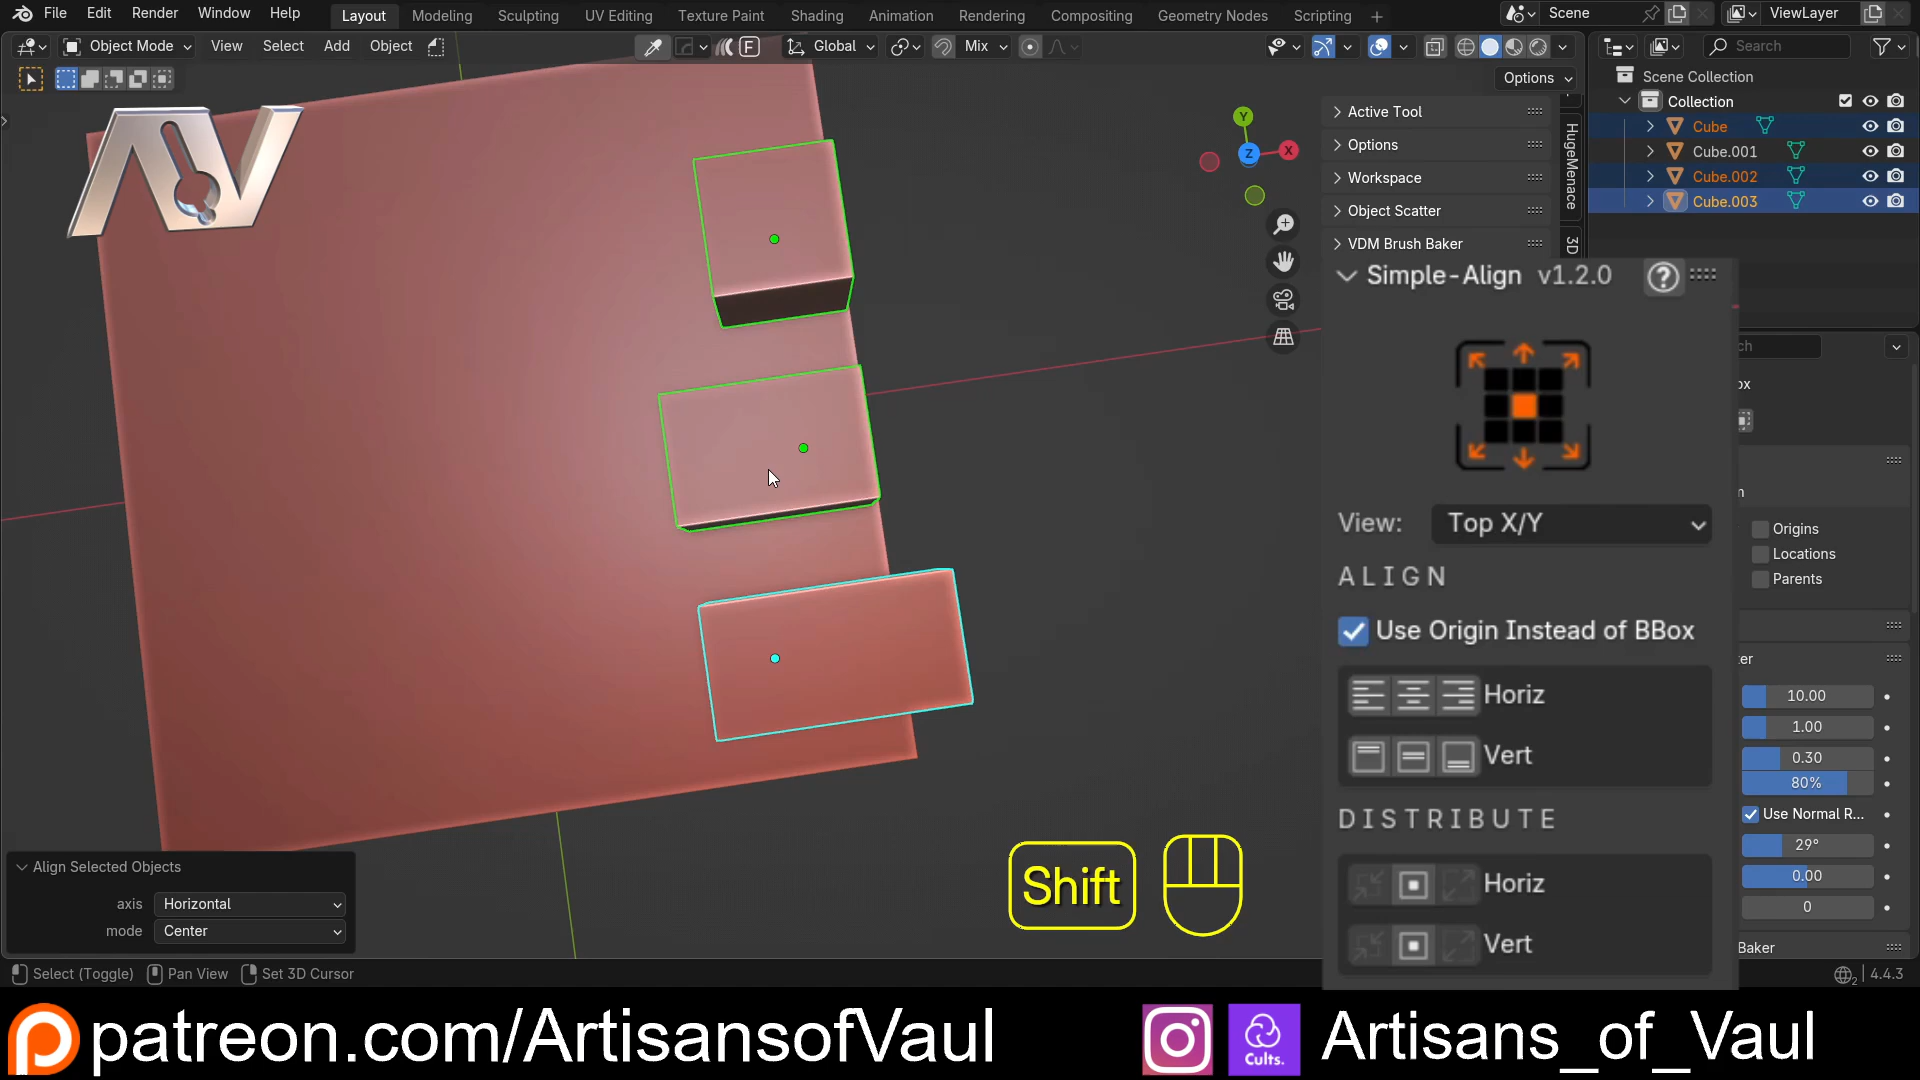 File Edit Render Window Help Layout Modeling Sculpting UV Editing Texture Paint Shading Animation Rendering Compositing Geometry Nodes Scripting + Scene ViewLayer
Object Mode View Select Add Object F Global Mix Search
Options
Scene Collection
Collection
Cube
Cube.001
Cube.002
Cube.003
AV
Y
X
Z
Active Tool
Options
Workspace
Object Scatter
VDM Brush Baker
HugeMenace
3D
Simple-Align v1.2.0 ?
View: Top X/Y
ALIGN
Use Origin Instead of BBox
Horiz
Vert
DISTRIBUTE
Horiz
Vert
ch
ox
n
Origins
Locations
Parents
ter
10.00
1.00
0.30
80%
Use Normal R...
29°
0.00
0
Baker
Shift
Align Selected Objects
axis Horizontal
mode Center
Select (Toggle) Pan View Set 3D Cursor
2 4.4.3
patreon.com/ArtisansofVaul Cults. Artisans_of_Vaul